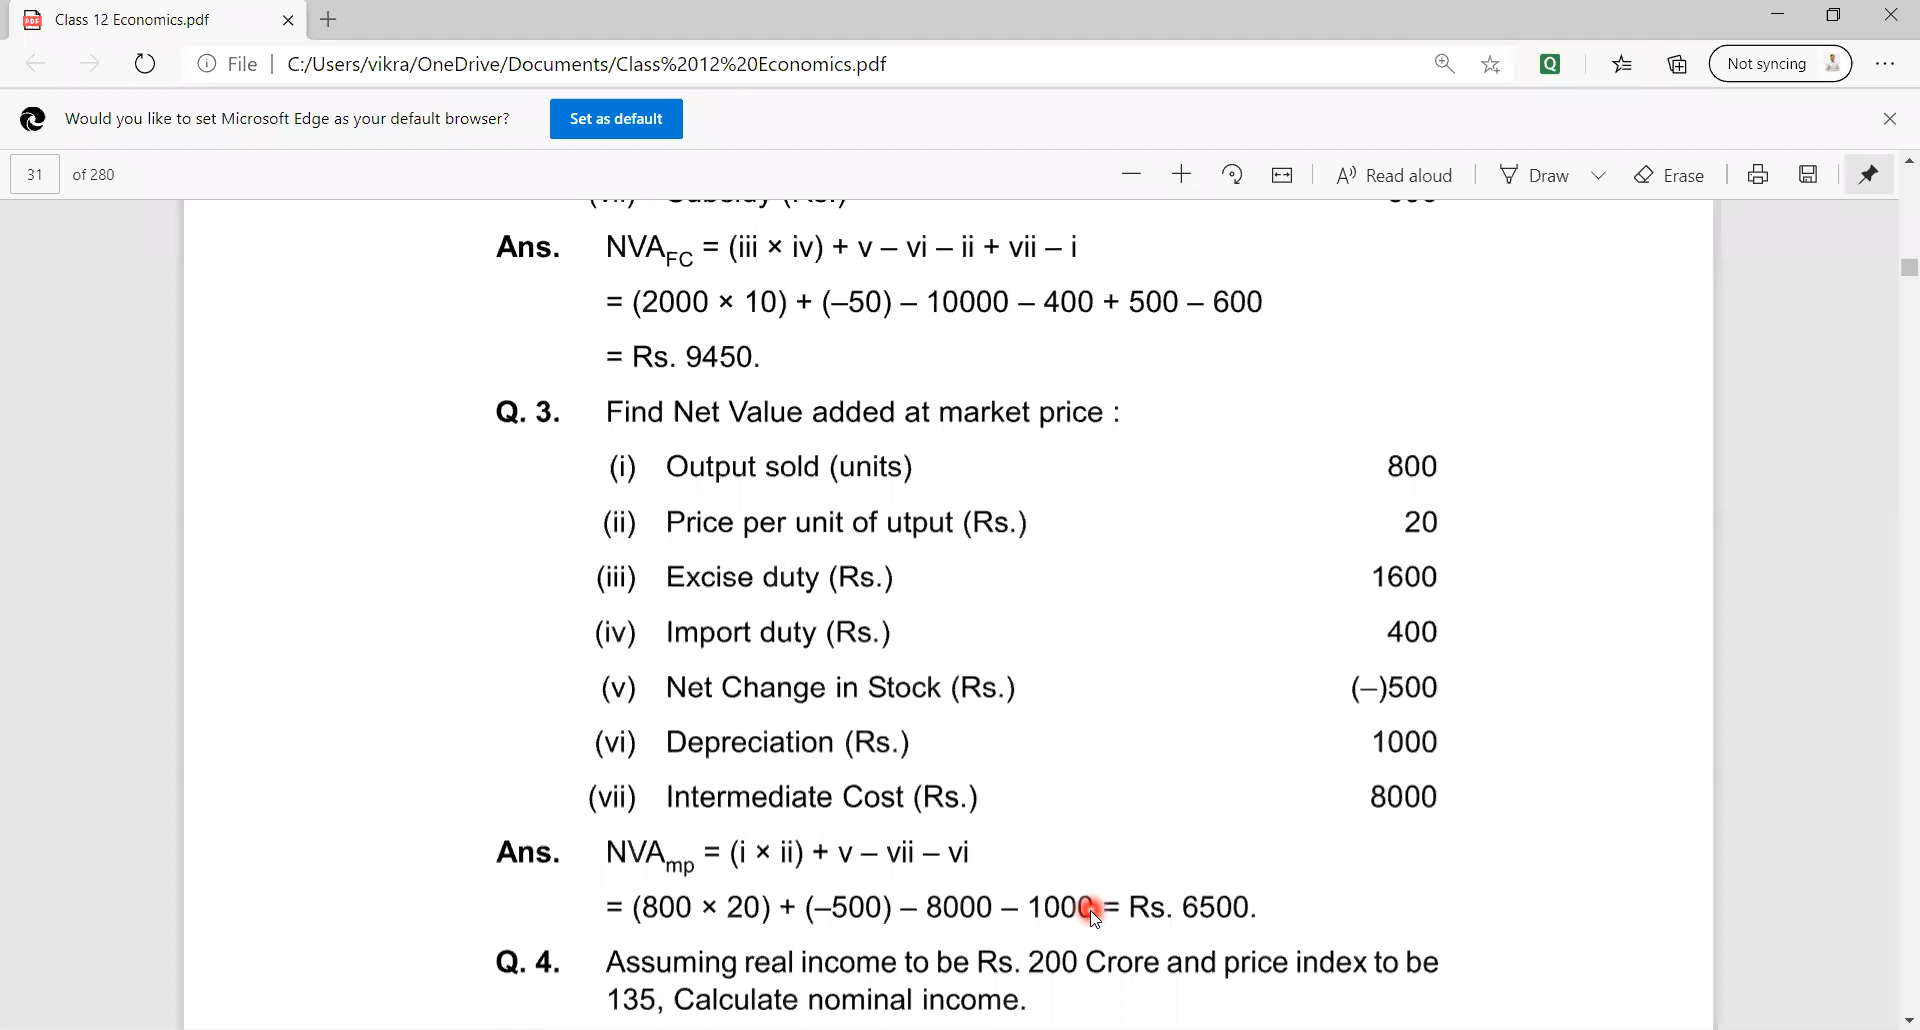 Class 12 Economics.pdf
File | C:/Users/vikra/OneDrive/Documents/Class%2012%20Economics.pdf
Q
Not syncing
Would you like to set Microsoft Edge as your default browser? Set as default
31 of 280
Read aloud Draw Erase
Ans. NVAFC = (iii × iv) + v – vi – ii + vii – i
= (2000 × 10) + (–50) – 10000 – 400 + 500 – 600
= Rs. 9450.
Q. 3. Find Net Value added at market price :
(i) Output sold (units) 800
(ii) Price per unit of utput (Rs.) 20
(iii) Excise duty (Rs.) 1600
(iv) Import duty (Rs.) 400
(v) Net Change in Stock (Rs.) (–)500
(vi) Depreciation (Rs.) 1000
(vii) Intermediate Cost (Rs.) 8000
Ans. NVAmp = (i × ii) + v – vii – vi
= (800 × 20) + (–500) – 8000 – 1000 = Rs. 6500.
Q. 4. Assuming real income to be Rs. 200 Crore and price index to be
135, Calculate nominal income.